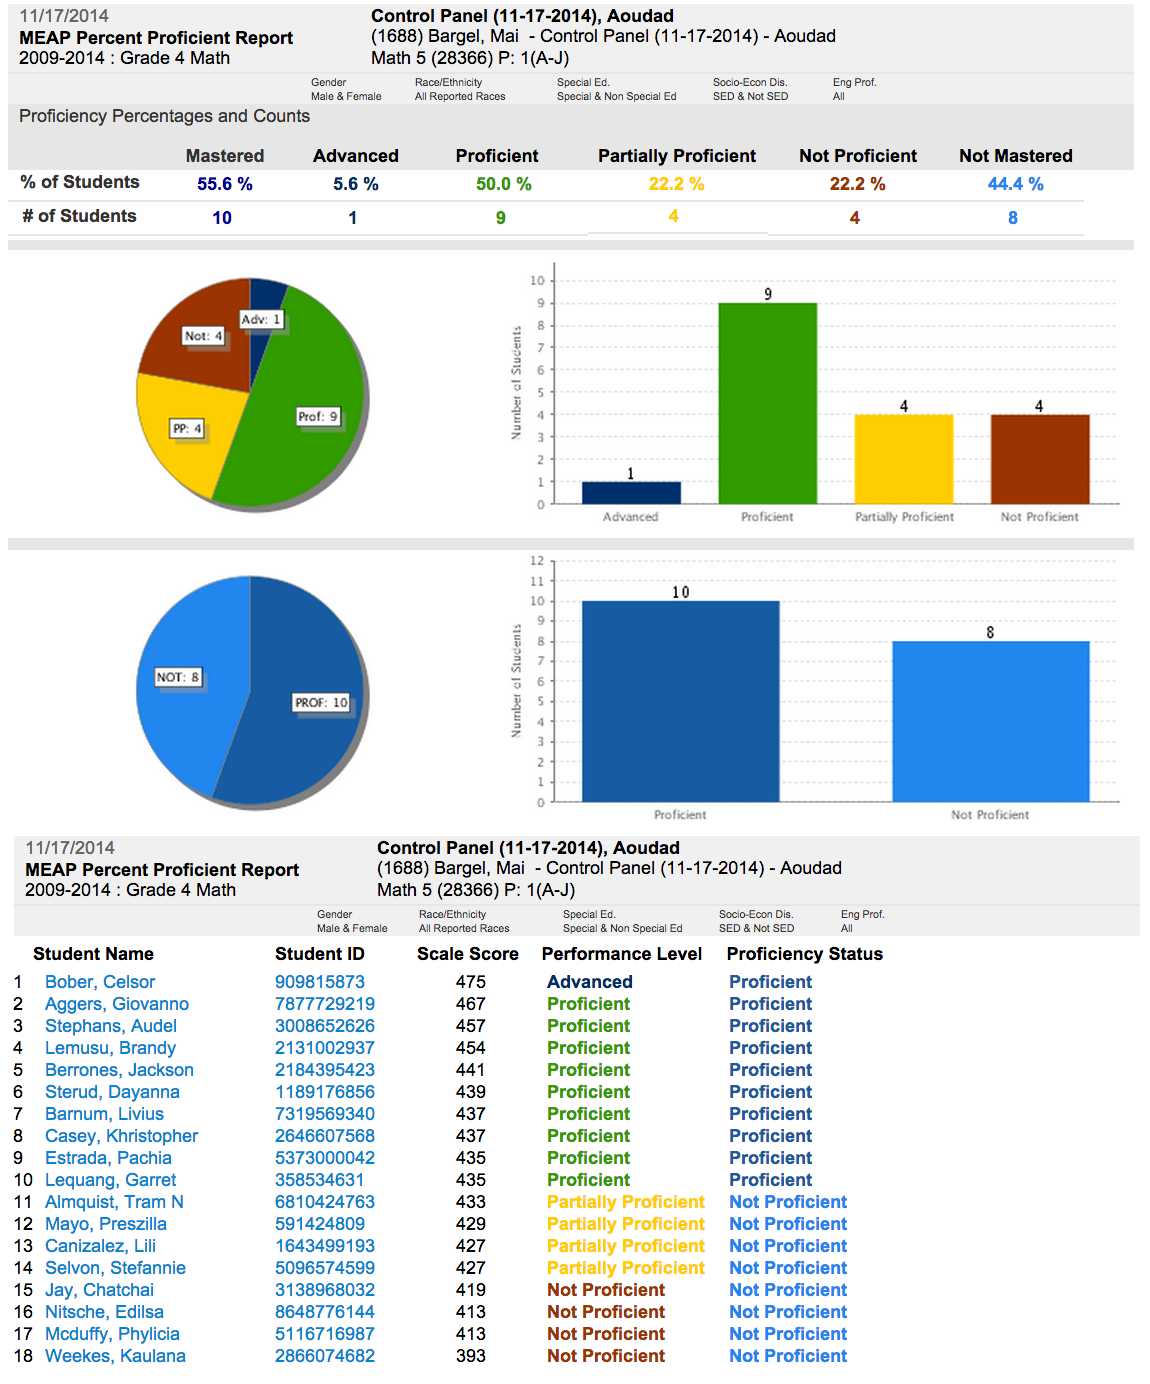 11/17/2014 Control Panel (11-17-2014), Aoudad
MEAP Percent Proficient Report (1688) Bargel, Mai - Control Panel (11-17-2014) - Aoudad
2009-2014 : Grade 4 Math Math 5 (28366) P: 1(A-J)
Gender Race/Ethnicity Special Ed. Socio-Econ Dis. Eng Prof.
Male & Female All Reported Races Special & Non Special Ed SED & Not SED All
Proficiency Percentages and Counts
Mastered Advanced Proficient Partially Proficient Not Proficient Not Mastered
% of Students 55.6 % 5.6 % 50.0 % 22.2 % 22.2 % 44.4 %
# of Students 10 1 9 4 4 8
Adv: 1
Not: 4
Prof: 9
PP: 4
Number of Students
10
9
8
7
6
5
4
3
2
1
0
1
9
4
4
Advanced Proficient Partially Proficient Not Proficient
NOT: 8
PROF: 10
Number of Students
12
11
10
9
8
7
6
5
4
3
2
1
0
10
8
Proficient Not Proficient
11/17/2014 Control Panel (11-17-2014), Aoudad
MEAP Percent Proficient Report (1688) Bargel, Mai - Control Panel (11-17-2014) - Aoudad
2009-2014 : Grade 4 Math Math 5 (28366) P: 1(A-J)
Gender Race/Ethnicity Special Ed. Socio-Econ Dis. Eng Prof.
Male & Female All Reported Races Special & Non Special Ed SED & Not SED All
Student Name Student ID Scale Score Performance Level Proficiency Status
1 Bober, Celsor 909815873 475 Advanced Proficient
2 Aggers, Giovanno 7877729219 467 Proficient Proficient
3 Stephans, Audel 3008652626 457 Proficient Proficient
4 Lemusu, Brandy 2131002937 454 Proficient Proficient
5 Berrones, Jackson 2184395423 441 Proficient Proficient
6 Sterud, Dayanna 1189176856 439 Proficient Proficient
7 Barnum, Livius 7319569340 437 Proficient Proficient
8 Casey, Khristopher 2646607568 437 Proficient Proficient
9 Estrada, Pachia 5373000042 435 Proficient Proficient
10 Lequang, Garret 358534631 435 Proficient Proficient
11 Almquist, Tram N 6810424763 433 Partially Proficient Not Proficient
12 Mayo, Preszilla 591424809 429 Partially Proficient Not Proficient
13 Canizalez, Lili 1643499193 427 Partially Proficient Not Proficient
14 Selvon, Stefannie 5096574599 427 Partially Proficient Not Proficient
15 Jay, Chatchai 3138968032 419 Not Proficient Not Proficient
16 Nitsche, Edilsa 8648776144 413 Not Proficient Not Proficient
17 Mcduffy, Phylicia 5116716987 413 Not Proficient Not Proficient
18 Weekes, Kaulana 2866074682 393 Not Proficient Not Proficient